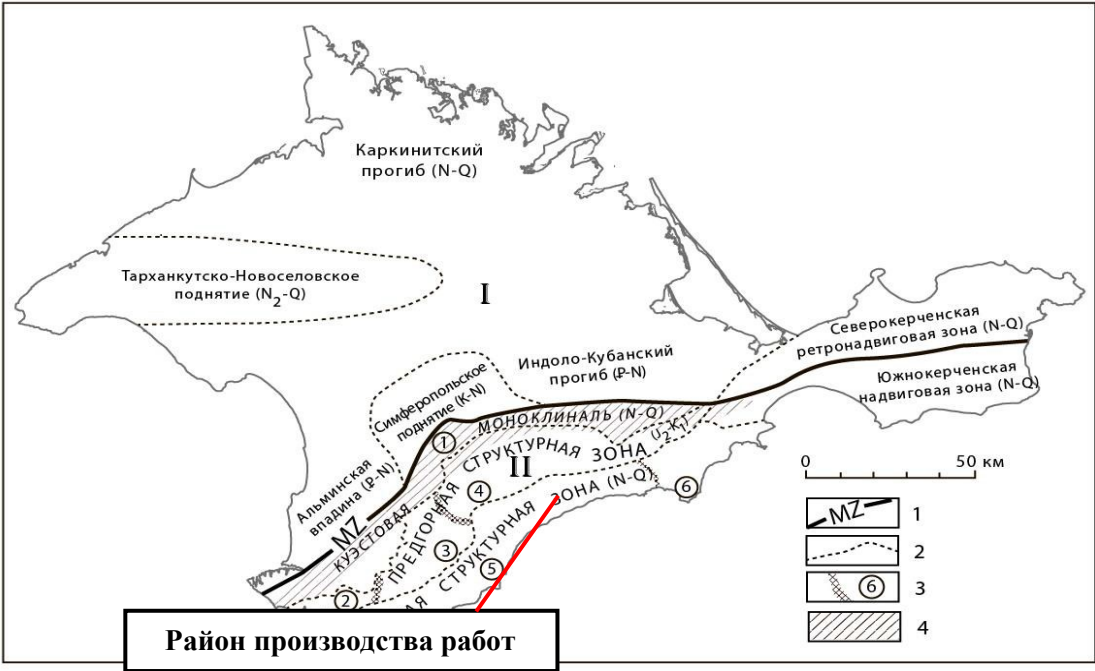 Каркинитский
прогиб (N-Q)
Тарханкутско-Новоселовское
поднятие (N₂-Q)
I
Северокерченская
ретронадвиговая зона (N-Q)
Индоло-Кубанский
прогиб (₽-N)
Южнокерченская
надвиговая зона (N-Q)
Симферопольское
поднятие (K-N)
МОНОКЛИНАЛЬ (N-Q)
(J₂-K₁)
1
СТРУКТУРНАЯ ЗОНА
II
Альминская
впадина (₽-N)
MZ
КУЭСТОВАЯ
ПРЕДГОРНАЯ
4
6
СТРУКТУРНАЯ ЗОНА (N-Q)
3
5
2
АЯ
0 50 км
MZ 1
2
6 3
4
Район производства работ